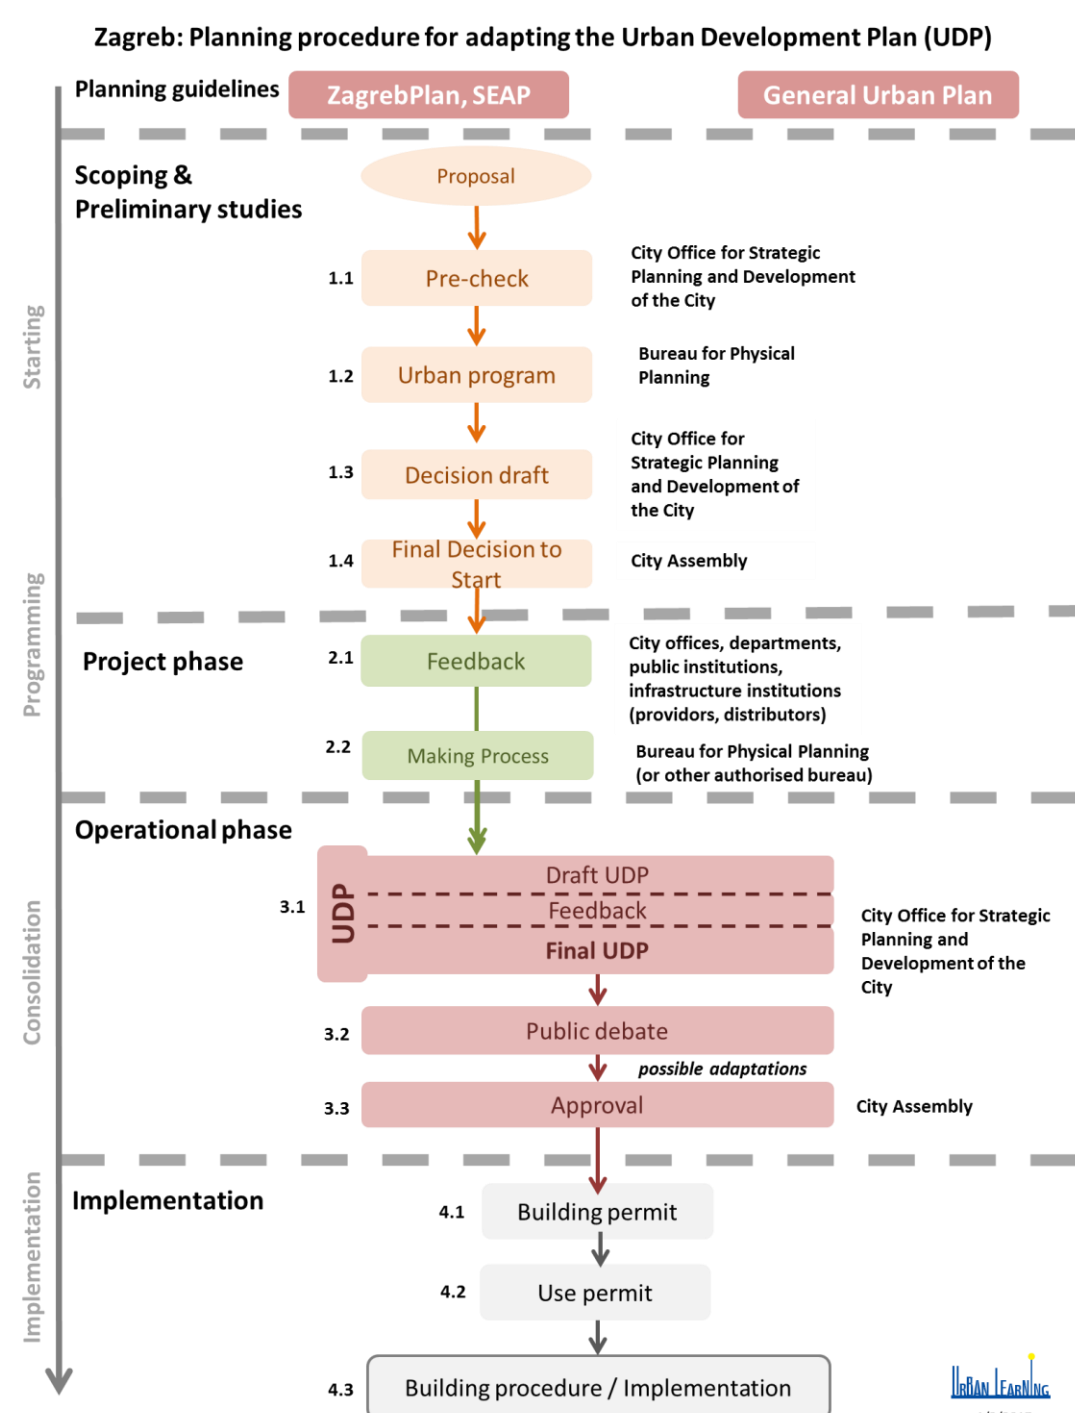 Zagreb: Planning procedure for adapting the Urban Development Plan (UDP)
Planning guidelines
ZagrebPlan, SEAP
General Urban Plan
Scoping &
Preliminary studies
Proposal
Starting
1.1
Pre-check
City Office for Strategic
Planning and Development
of the City
1.2
Urban program
Bureau for Physical
Planning
1.3
Decision draft
City Office for
Strategic Planning
and Development of
the City
1.4
Final Decision to
Start
City Assembly
Programming
Project phase
2.1
Feedback
City offices, departments,
public institutions,
infrastructure institutions
(providors, distributors)
2.2
Making Process
Bureau for Physical Planning
(or other authorised bureau)
Operational phase
Consolidation
3.1
UDP
Draft UDP
Feedback
Final UDP
City Office for Strategic
Planning and
Development of the
City
3.2
Public debate
possible adaptations
3.3
Approval
City Assembly
Implementation
Implementation
4.1
Building permit
4.2
Use permit
4.3
Building procedure / Implementation
URBAN LEARNING